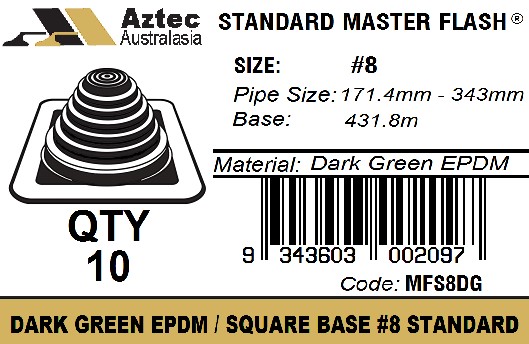 Aztec
Australasia
STANDARD MASTER FLASH®
SIZE: #8
Pipe Size: 171.4mm - 343mm
Base: 431.8m
Material: Dark Green EPDM
QTY
10
9 343603 002097
Code: MFS8DG
DARK GREEN EPDM / SQUARE BASE #8 STANDARD